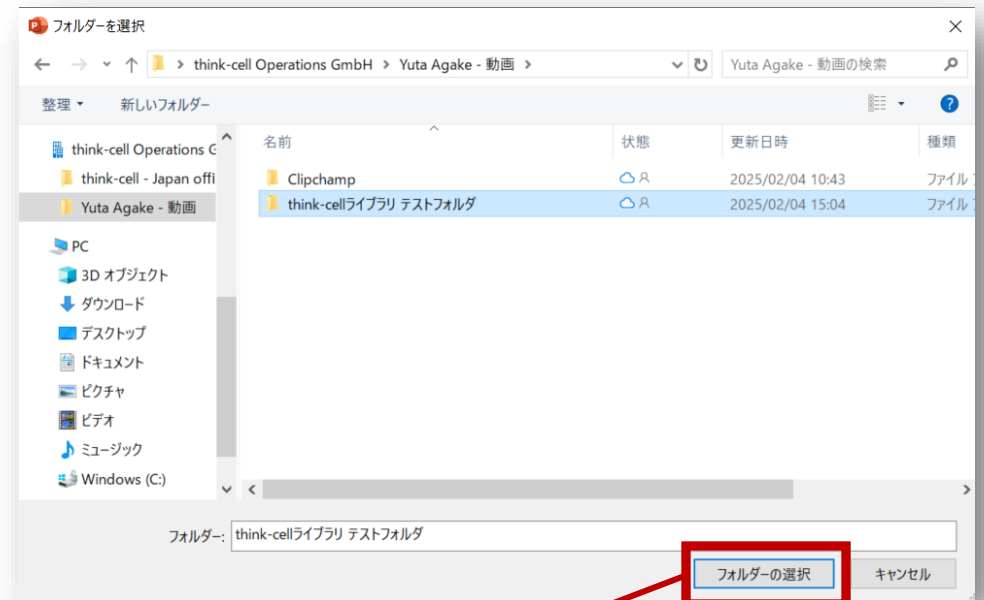 フォルダーを選択
think-cell Operations GmbH > Yuta Agake - 動画 >
Yuta Agake - 動画の検索
整理 新しいフォルダー
think-cell Operations G
think-cell - Japan offi
Yuta Agake - 動画
PC
3D オブジェクト
ダウンロード
デスクトップ
ドキュメント
ピクチャ
ビデオ
ミュージック
Windows (C:)
名前 状態 更新日時 種類
Clipchamp 2025/02/04 10:43 ファイル
think-cellライブラリ テストフォルダ 2025/02/04 15:04 ファイル
フォルダー: think-cellライブラリ テストフォルダ
フォルダーの選択 キャンセル